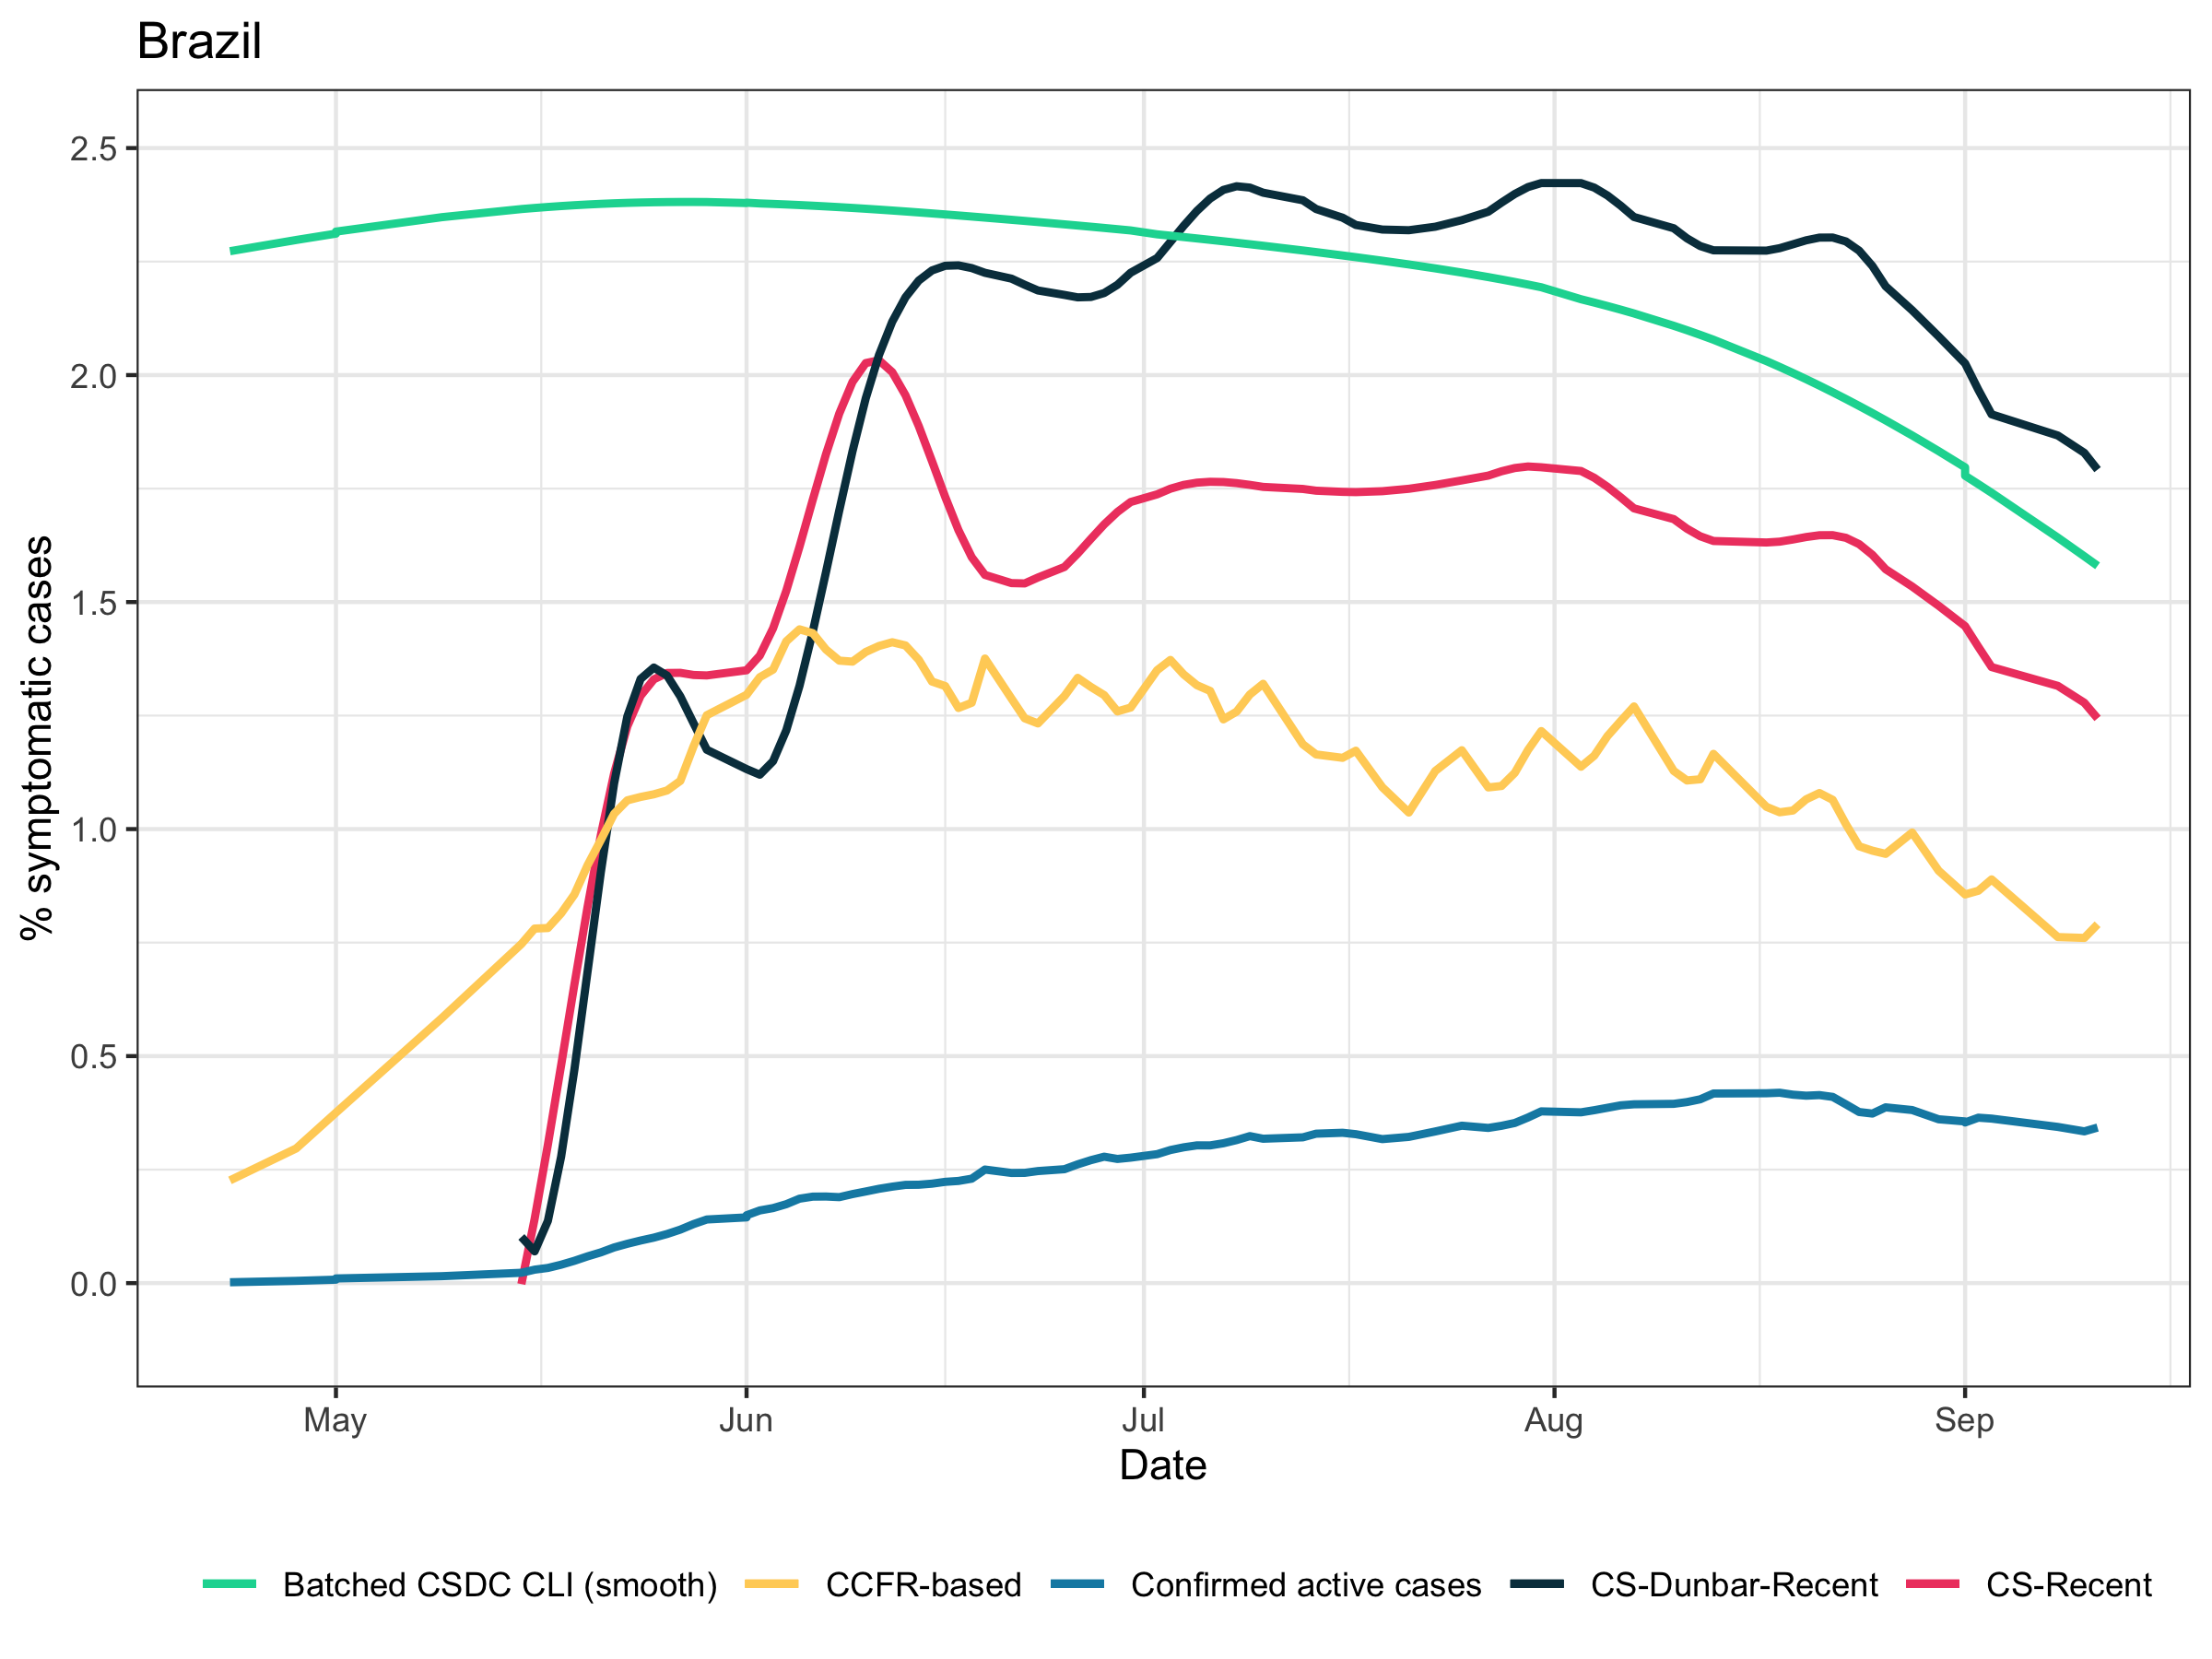 Brazil
% symptomatic cases
2.5
2.0
1.5
1.0
0.5
0.0
May Jun Jul Aug Sep
Date
Batched CSDC CLI (smooth) CCFR-based Confirmed active cases CS-Dunbar-Recent CS-Recent